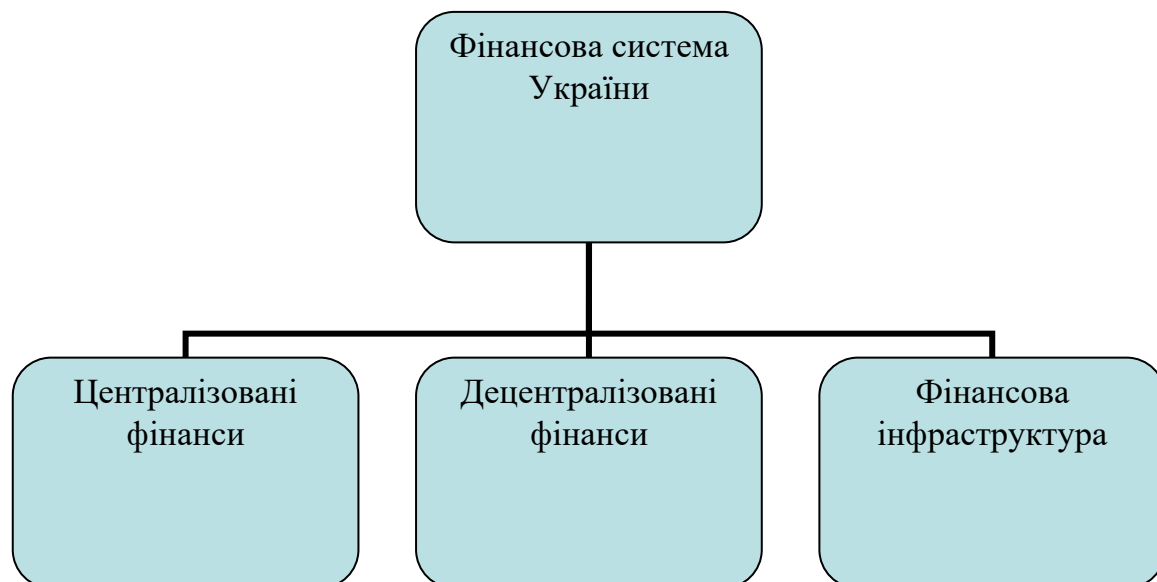 Фінансова система
України
Централізовані
фінанси
Децентралізовані
фінанси
Фінансова
інфраструктура